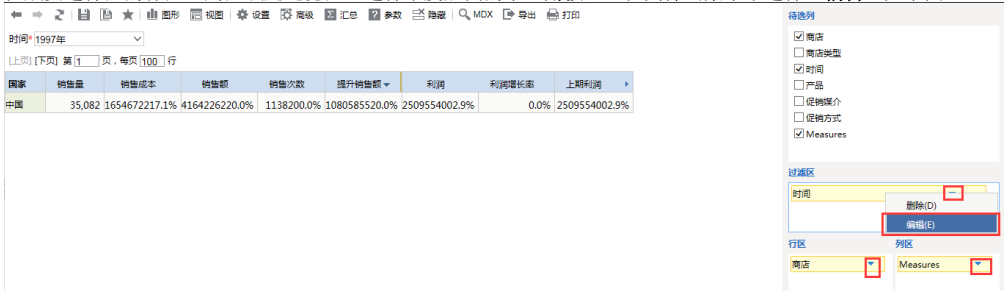 图形 视图 设置 高级 汇总 参数 隐藏 MDX 导出 打印
时间* 1997年
[上页] [下页] 第 1 页，每页 100 行
国家 销售量 销售成本 销售额 销售次数 提升销售额 利润 利润增长率 上期利润
中国 35,082 1654672217.1% 4164226220.0% 1138200.0% 1080585520.0% 2509554002.9% 0.0% 2509554002.9%
待选列
商店
商店类型
时间
产品
促销媒介
促销方式
Measures
过滤区
时间
删除(D)
编辑(E)
行区 列区
商店 Measures